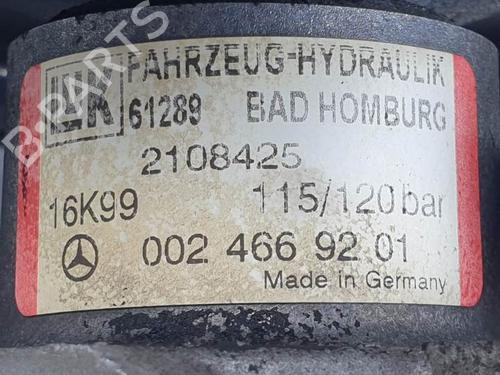 LUK FAHRZEUG-HYDRAULIK
61289 BAD HOMBURG
2108425
16K99 115/120 bar
002 466 92 01
Made in Germany
B-PARTS